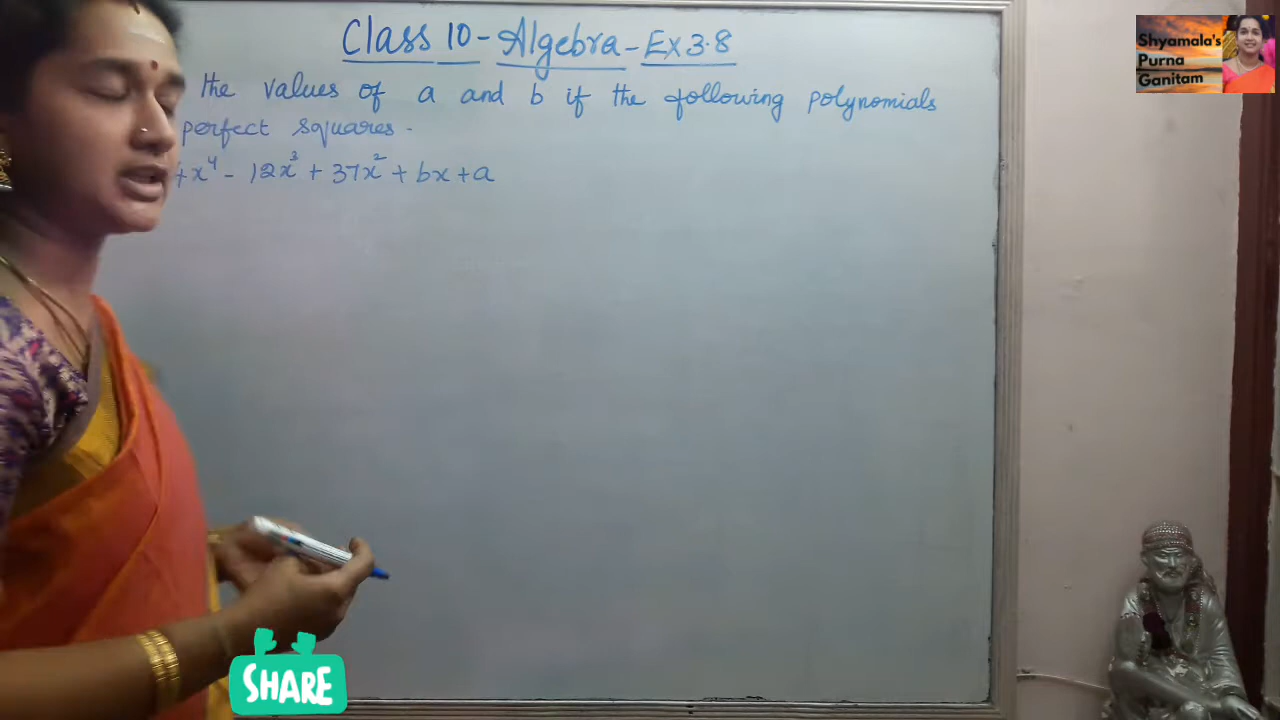 Class 10 - Algebra - Ex 3.8
the values of a and b if the following polynomials
perfect squares.
+x⁴ - 12x³ + 37x² + bx + a
Shyamala's
Purna
Ganitam
SHARE